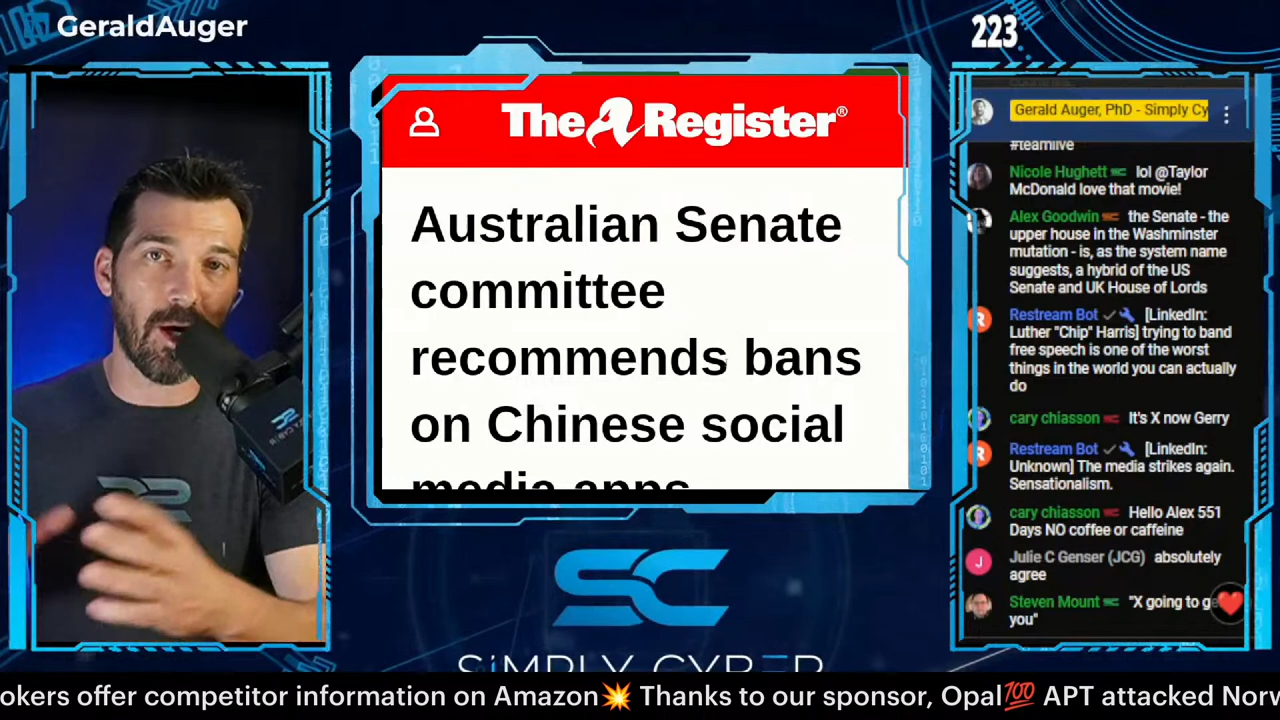 GeraldAuger
223
The Register®
Australian Senate
committee
recommends bans
on Chinese social
media apps
Gerald Auger, PhD - Simply Cy
#teamlive
Nicole Hughett lol @Taylor
McDonald love that movie!
Alex Goodwin the Senate - the
upper house in the Washminster
mutation - is, as the system name
suggests, a hybrid of the US
Senate and UK House of Lords
Restream Bot [LinkedIn:
Luther "Chip" Harris] trying to band
free speech is one of the worst
things in the world you can actually
do
cary chiasson It's X now Gerry
Restream Bot [LinkedIn:
Unknown] The media strikes again.
Sensationalism.
cary chiasson Hello Alex 551
Days NO coffee or caffeine
Julie C Genser (JCG) absolutely
agree
Steven Mount "X going to g
you"
SC
SIMPLY CYBER
okers offer competitor information on Amazon💥 Thanks to our sponsor, Opal💯 APT attacked Norw